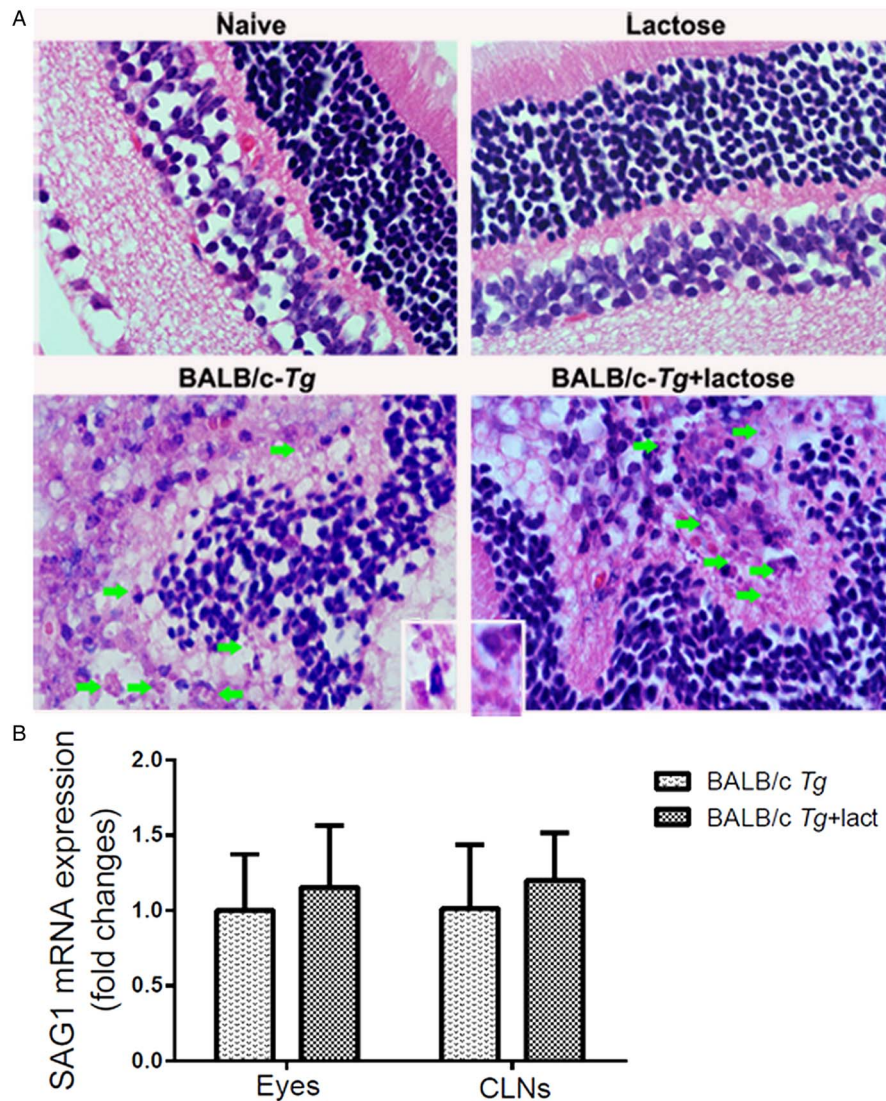 A
Naive
Lactose
BALB/c-Tg
BALB/c-Tg+lactose
B
SAG1 mRNA expression
(fold changes)
2.0
1.5
1.0
0.5
0.0
Eyes
CLNs
BALB/c Tg
BALB/c Tg+lact